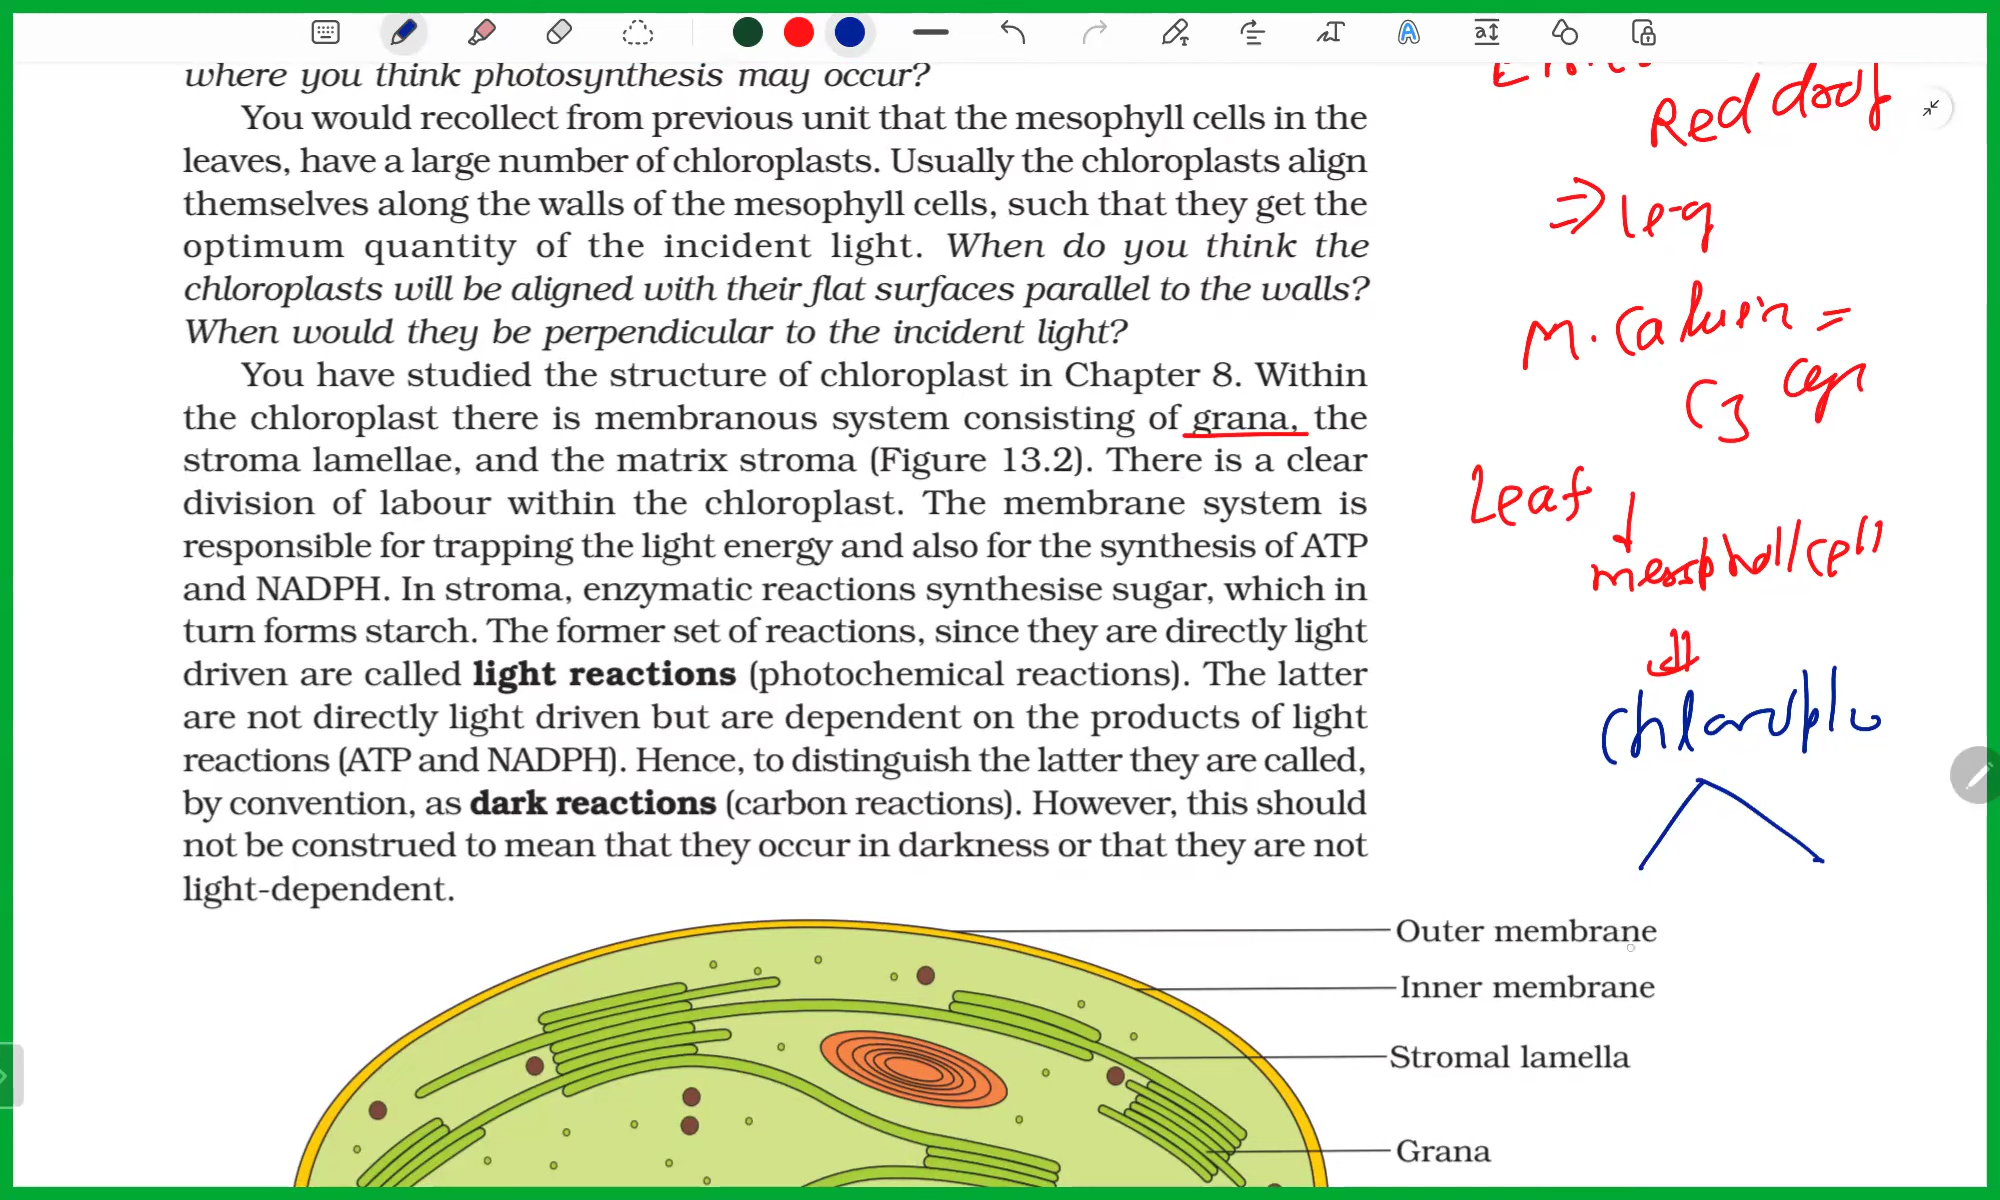 where you think photosynthesis may occur?
You would recollect from previous unit that the mesophyll cells in the
leaves, have a large number of chloroplasts. Usually the chloroplasts align
themselves along the walls of the mesophyll cells, such that they get the
optimum quantity of the incident light. When do you think the
chloroplasts will be aligned with their flat surfaces parallel to the walls?
When would they be perpendicular to the incident light?
You have studied the structure of chloroplast in Chapter 8. Within
the chloroplast there is membranous system consisting of grana, the
stroma lamellae, and the matrix stroma (Figure 13.2). There is a clear
division of labour within the chloroplast. The membrane system is
responsible for trapping the light energy and also for the synthesis of ATP
and NADPH. In stroma, enzymatic reactions synthesise sugar, which in
turn forms starch. The former set of reactions, since they are directly light
driven are called light reactions (photochemical reactions). The latter
are not directly light driven but are dependent on the products of light
reactions (ATP and NADPH). Hence, to distinguish the latter they are called,
by convention, as dark reactions (carbon reactions). However, this should
not be construed to mean that they occur in darkness or that they are not
light-dependent.
Outer membrane
Inner membrane
Stromal lamella
Grana
Red
M. Calvin =
C3
Leaf